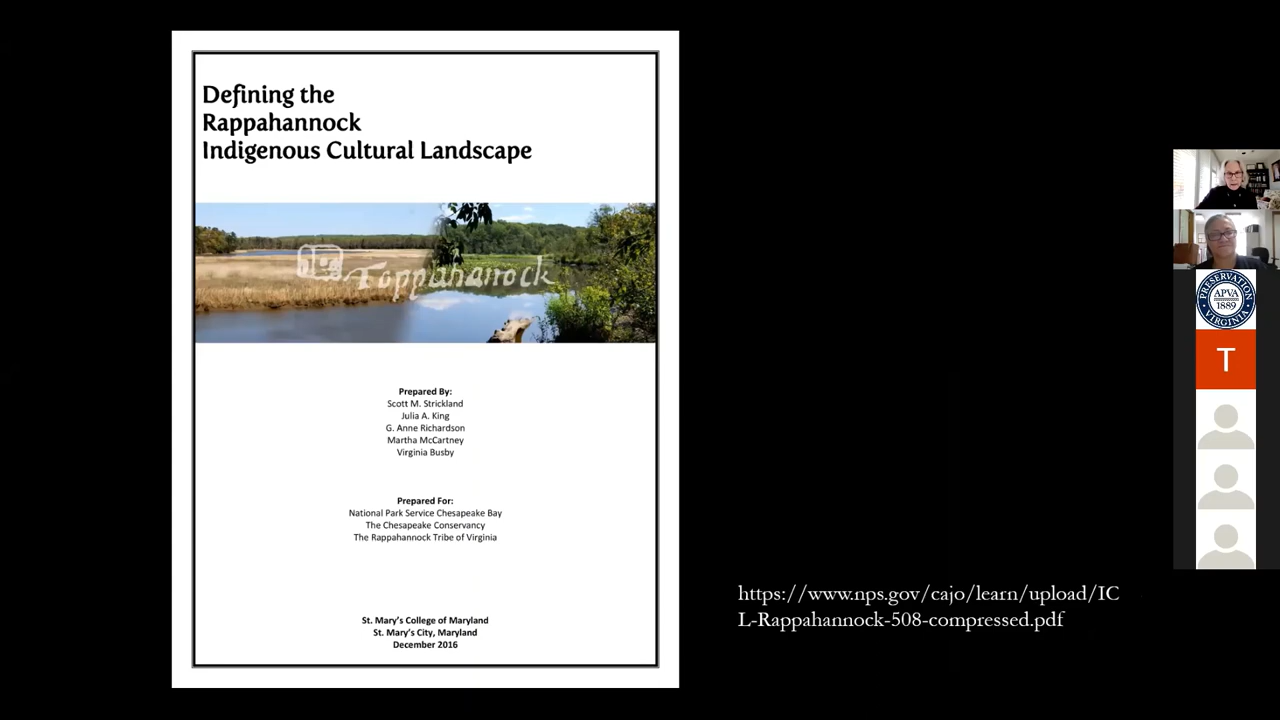 Defining the
Rappahannock
Indigenous Cultural Landscape
Toppahanock
Prepared By:
Scott M. Strickland
Julia A. King
G. Anne Richardson
Martha McCartney
Virginia Busby
Prepared For:
National Park Service Chesapeake Bay
The Chesapeake Conservancy
The Rappahannock Tribe of Virginia
St. Mary's College of Maryland
St. Mary's City, Maryland
December 2016
https://www.nps.gov/cajo/learn/upload/IC
L-Rappahannock-508-compressed.pdf
PRESERVATION
APVA
1889
VIRGINIA
T